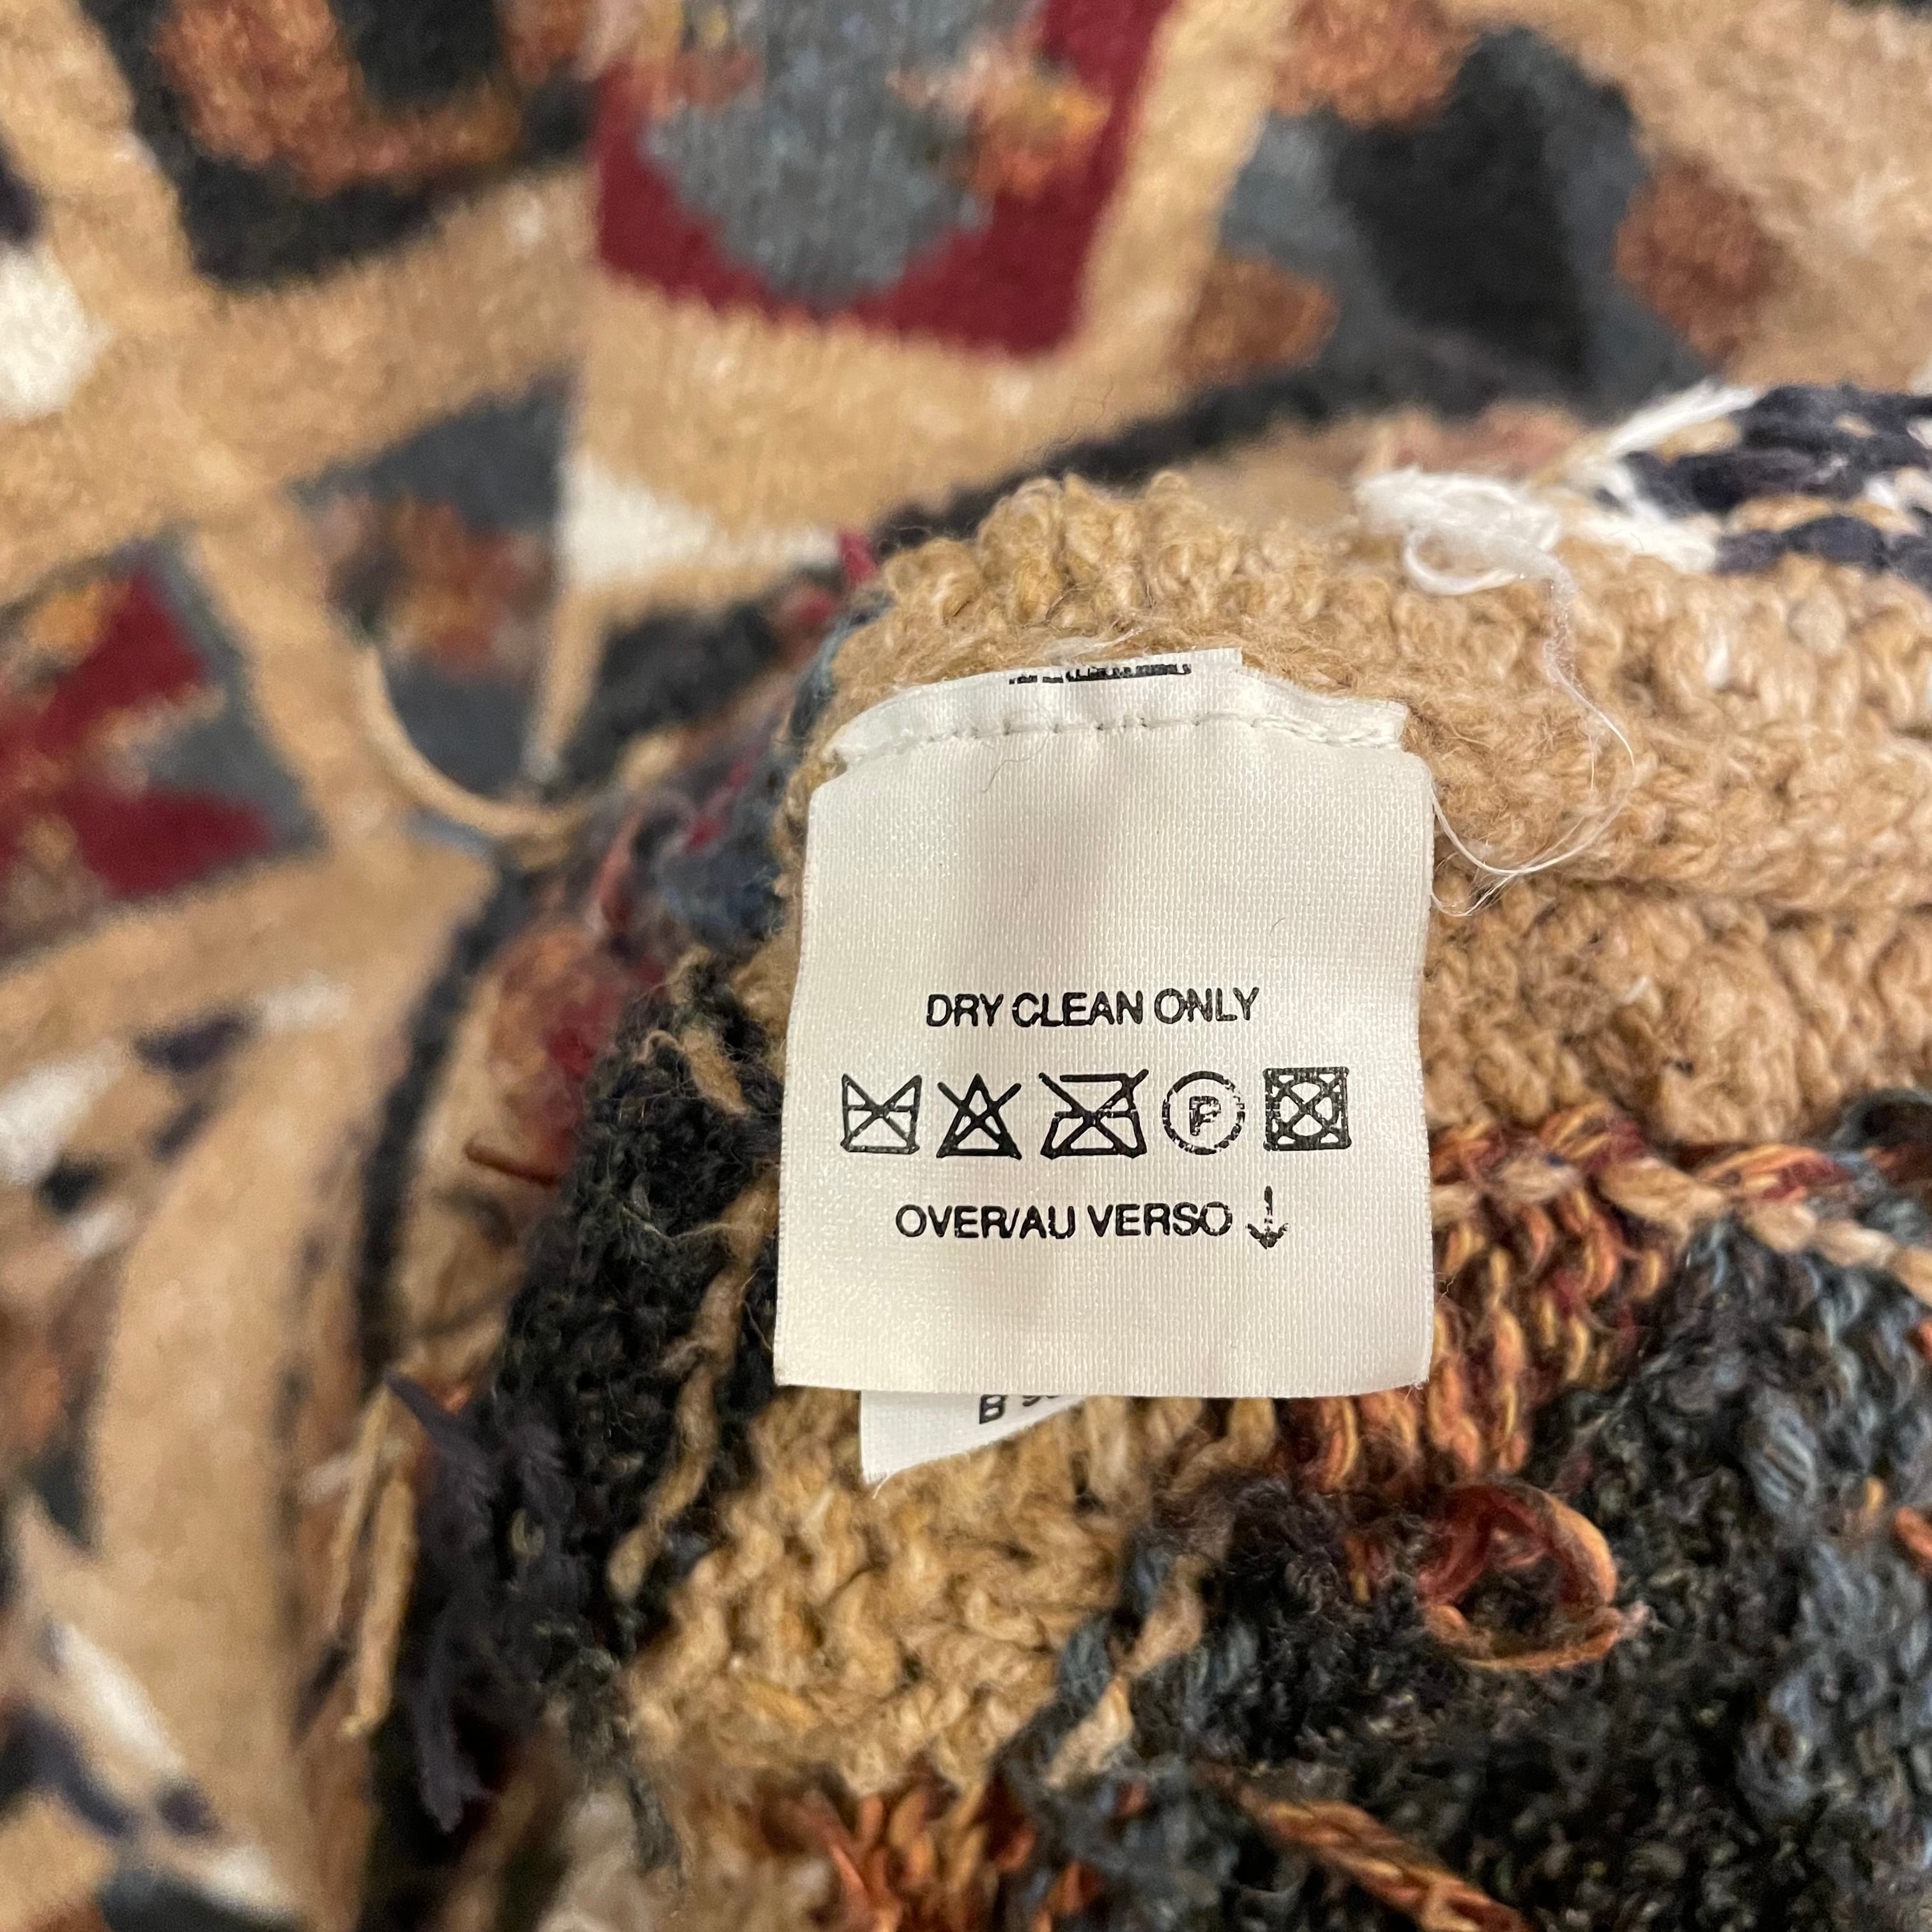 DRY CLEAN ONLY
P
OVER/AU VERSO ↓
B